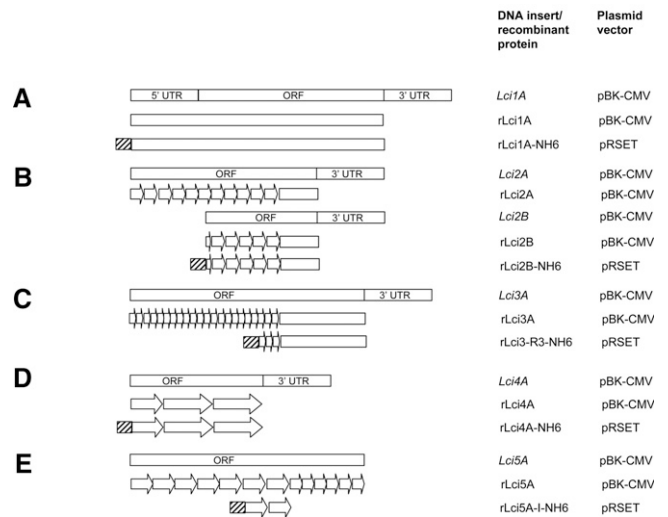 DNA insert/ Plasmid
recombinant vector
protein
A
5' UTR ORF 3' UTR Lci1A pBK-CMV
rLci1A pBK-CMV
rLci1A-NH6 pRSET
B
ORF 3' UTR Lci2A pBK-CMV
rLci2A pBK-CMV
ORF 3' UTR Lci2B pBK-CMV
rLci2B pBK-CMV
rLci2B-NH6 pRSET
C
ORF 3' UTR Lci3A pBK-CMV
rLci3A pBK-CMV
rLci3-R3-NH6 pRSET
D
ORF 3' UTR Lci4A pBK-CMV
rLci4A pBK-CMV
rLci4A-NH6 pRSET
E
ORF Lci5A pBK-CMV
rLci5A pBK-CMV
rLci5A-I-NH6 pRSET